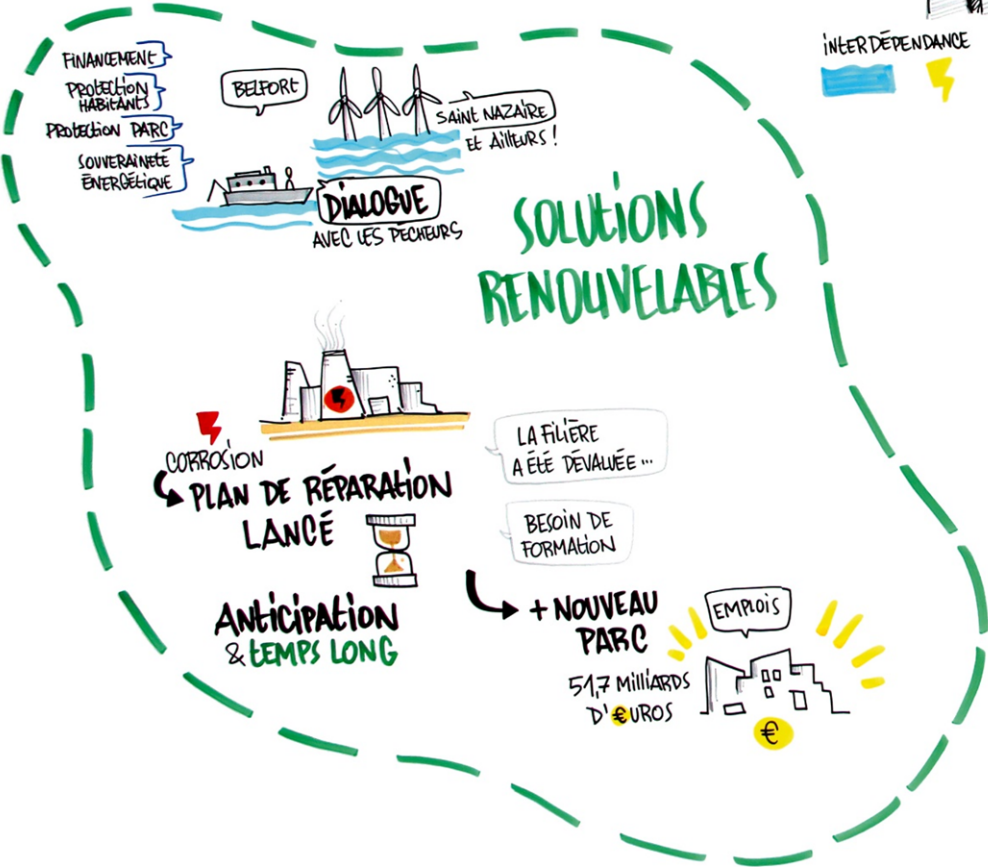 FINANCEMENT
PROTECTION
HABITANTS
PROTECTION PARC
SOUVERAINETÉ
ÉNERGÉTIQUE
BELFORT
SAINT NAZAIRE
ET AILLEURS !
DIALOGUE
AVEC LES PÊCHEURS
INTERDÉPENDANCE
SOLUTIONS
RENOUVELABLES
CORROSION
PLAN DE RÉPARATION
LANCÉ
ANTICIPATION
& TEMPS LONG
LA FILIÈRE
A ÉTÉ DÉVALUÉE ...
BESOIN DE
FORMATION
+ NOUVEAU
PARC
51,7 MILLIARDS
D'€UROS
EMPLOIS
€